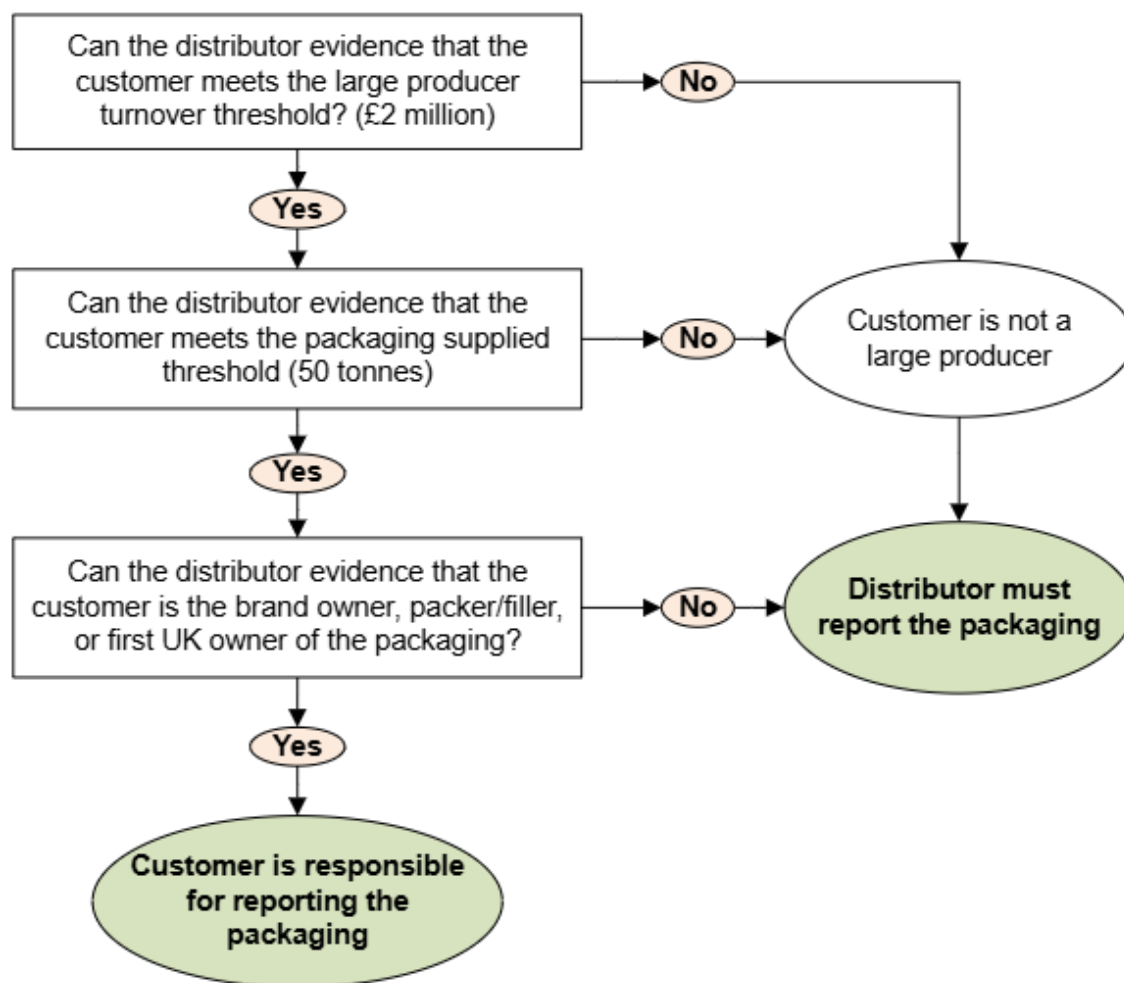 Can the distributor evidence that the
customer meets the large producer
turnover threshold? (£2 million)
No
Yes
Can the distributor evidence that the
customer meets the packaging supplied
threshold (50 tonnes)
No
Customer is not a
large producer
Yes
Can the distributor evidence that the
customer is the brand owner, packer/filler,
or first UK owner of the packaging?
No
Distributor must
report the packaging
Yes
Customer is responsible
for reporting the
packaging